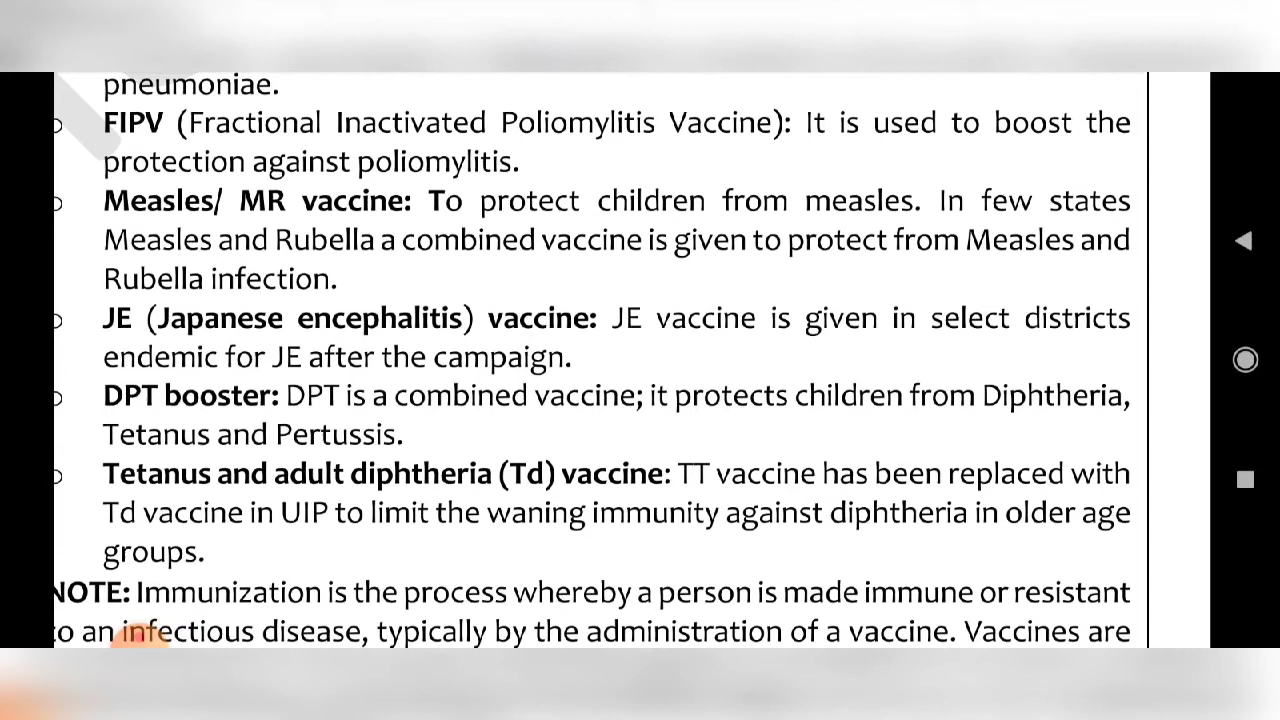 pneumoniae.
FIPV (Fractional Inactivated Poliomylitis Vaccine): It is used to boost the
protection against poliomylitis.
Measles/ MR vaccine: To protect children from measles. In few states
Measles and Rubella a combined vaccine is given to protect from Measles and
Rubella infection.
JE (Japanese encephalitis) vaccine: JE vaccine is given in select districts
endemic for JE after the campaign.
DPT booster: DPT is a combined vaccine; it protects children from Diphtheria,
Tetanus and Pertussis.
Tetanus and adult diphtheria (Td) vaccine: TT vaccine has been replaced with
Td vaccine in UIP to limit the waning immunity against diphtheria in older age
groups.
NOTE: Immunization is the process whereby a person is made immune or resistant
to an infectious disease, typically by the administration of a vaccine. Vaccines are